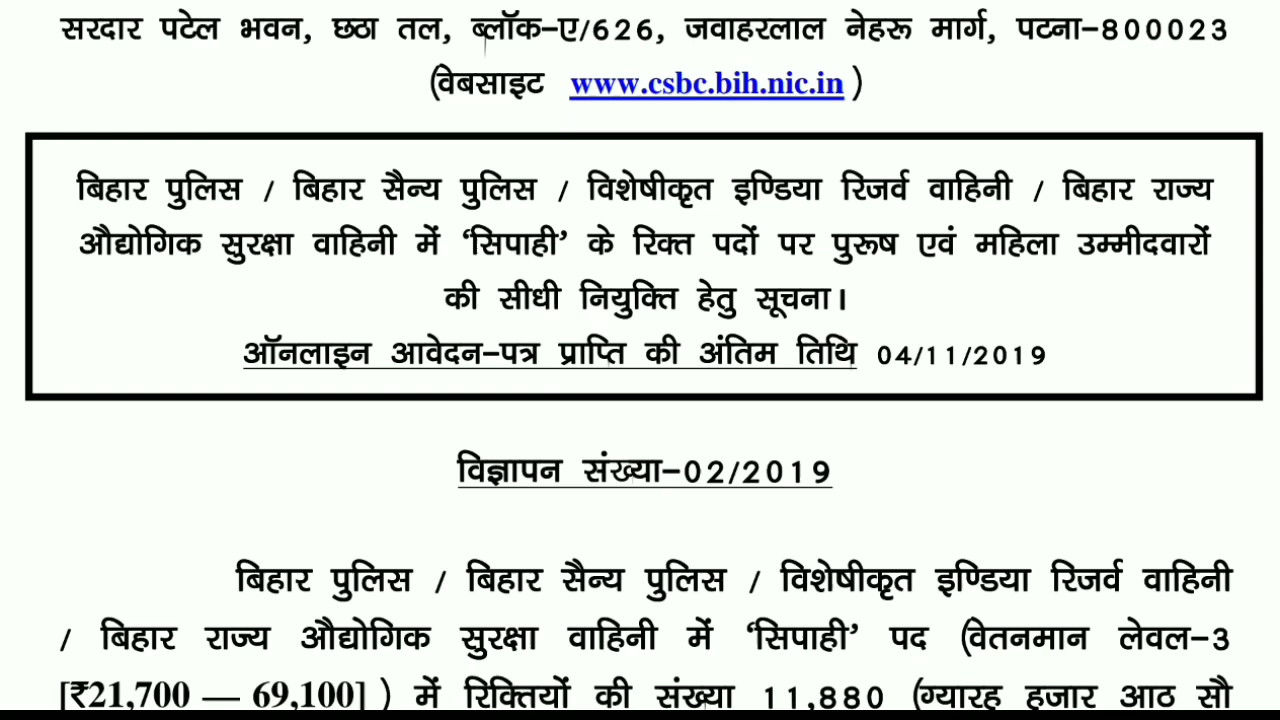 सरदार पटेल भवन, छठा तल, ब्लॉक-ए/626, जवाहरलाल नेहरू मार्ग, पटना-800023
(वेबसाइट www.csbc.bih.nic.in )
बिहार पुलिस / बिहार सैन्य पुलिस / विशेषीकृत इण्डिया रिजर्व वाहिनी / बिहार राज्य
औद्योगिक सुरक्षा वाहिनी में ‘सिपाही’ के रिक्त पदों पर पुरूष एवं महिला उम्मीदवारों
की सीधी नियुक्ति हेतु सूचना।
ऑनलाइन आवेदन-पत्र प्राप्ति की अंतिम तिथि 04/11/2019
विज्ञापन संख्या-02/2019
बिहार पुलिस / बिहार सैन्य पुलिस / विशेषीकृत इण्डिया रिजर्व वाहिनी
/ बिहार राज्य औद्योगिक सुरक्षा वाहिनी में ‘सिपाही’ पद (वेतनमान लेवल-3
[₹21,700 — 69,100] ) में रिक्तियों की संख्या 11,880 (ग्यारह हजार आठ सौ